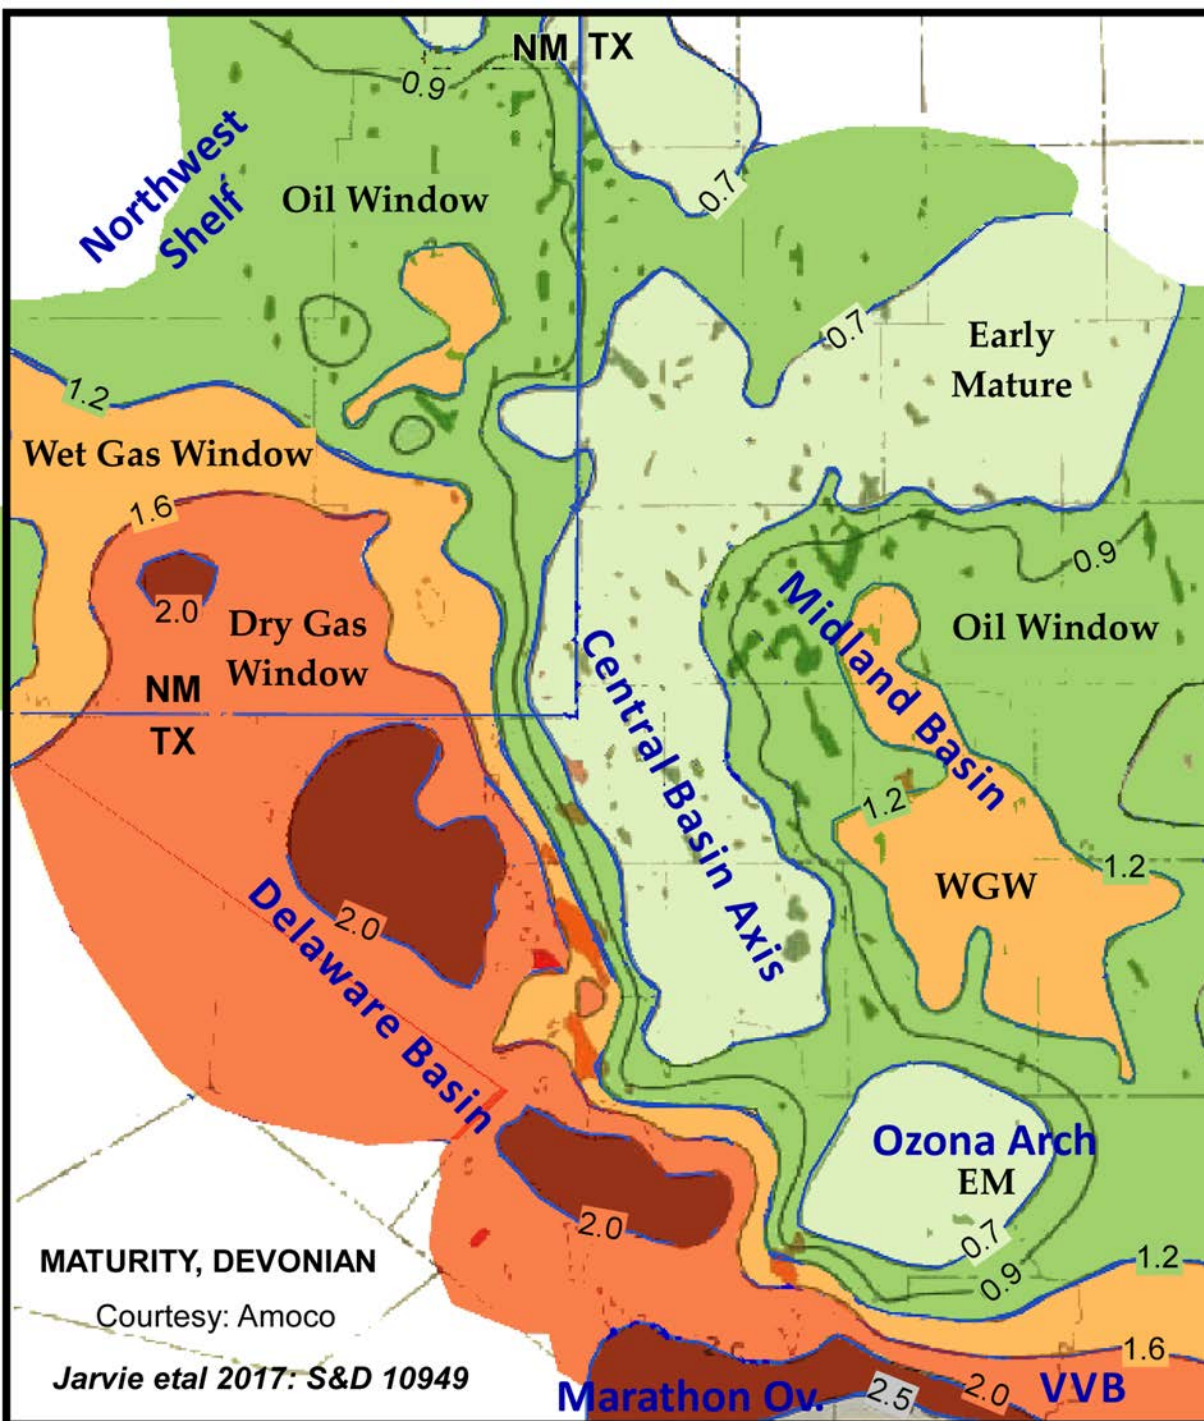 NM TX
0.9
Northwest
Shelf
Oil Window
0.7
0.7
Early
Mature
1.2
Wet Gas Window
1.6
0.9
2.0
Dry Gas
Window
Midland Basin
Oil Window
NM
TX
Central Basin Axis
1.2
1.2
WGW
2.0
Delaware Basin
Ozona Arch
EM
2.0
0.7
0.9
1.2
MATURITY, DEVONIAN
Courtesy: Amoco
Jarvie etal 2017: S&D 10949
1.6
Marathon Ov.
2.5
2.0
VVB